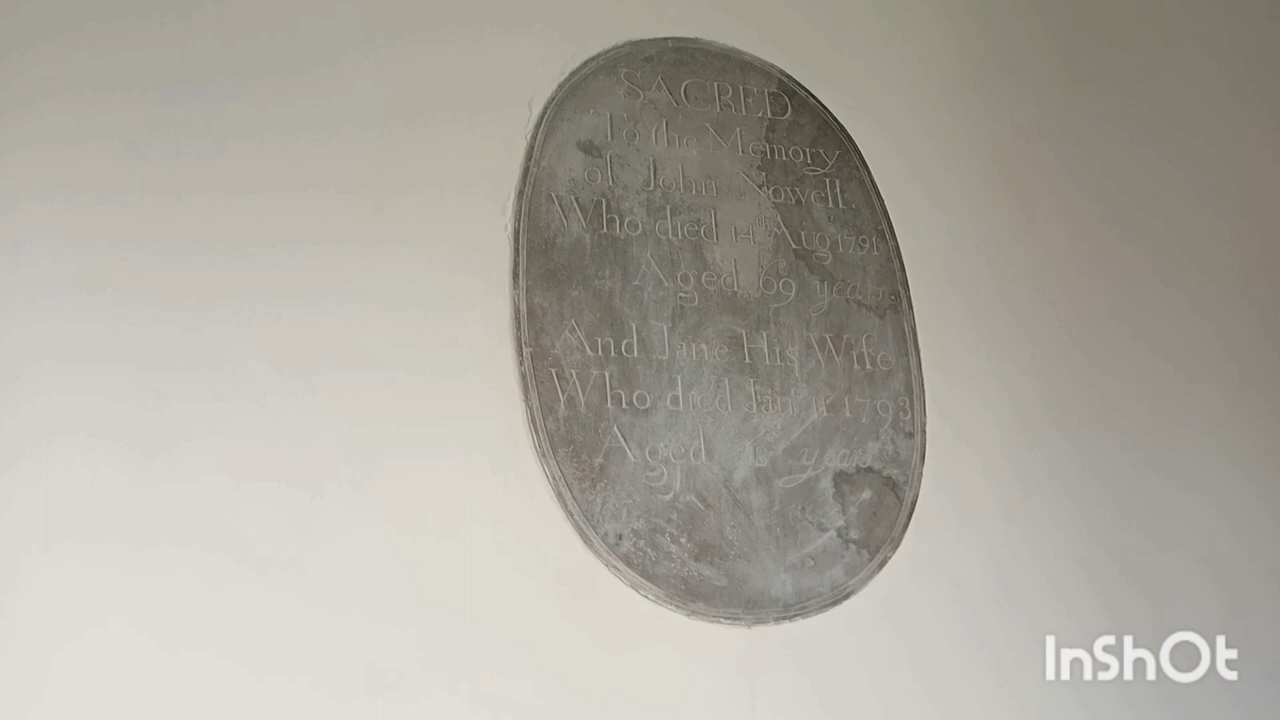 SACRED
To the Memory
of John Nowell.
Who died 14th Aug 1791
Aged 69 years.
And Jane His Wife
Who died Jan 1793
Aged years
InShOt